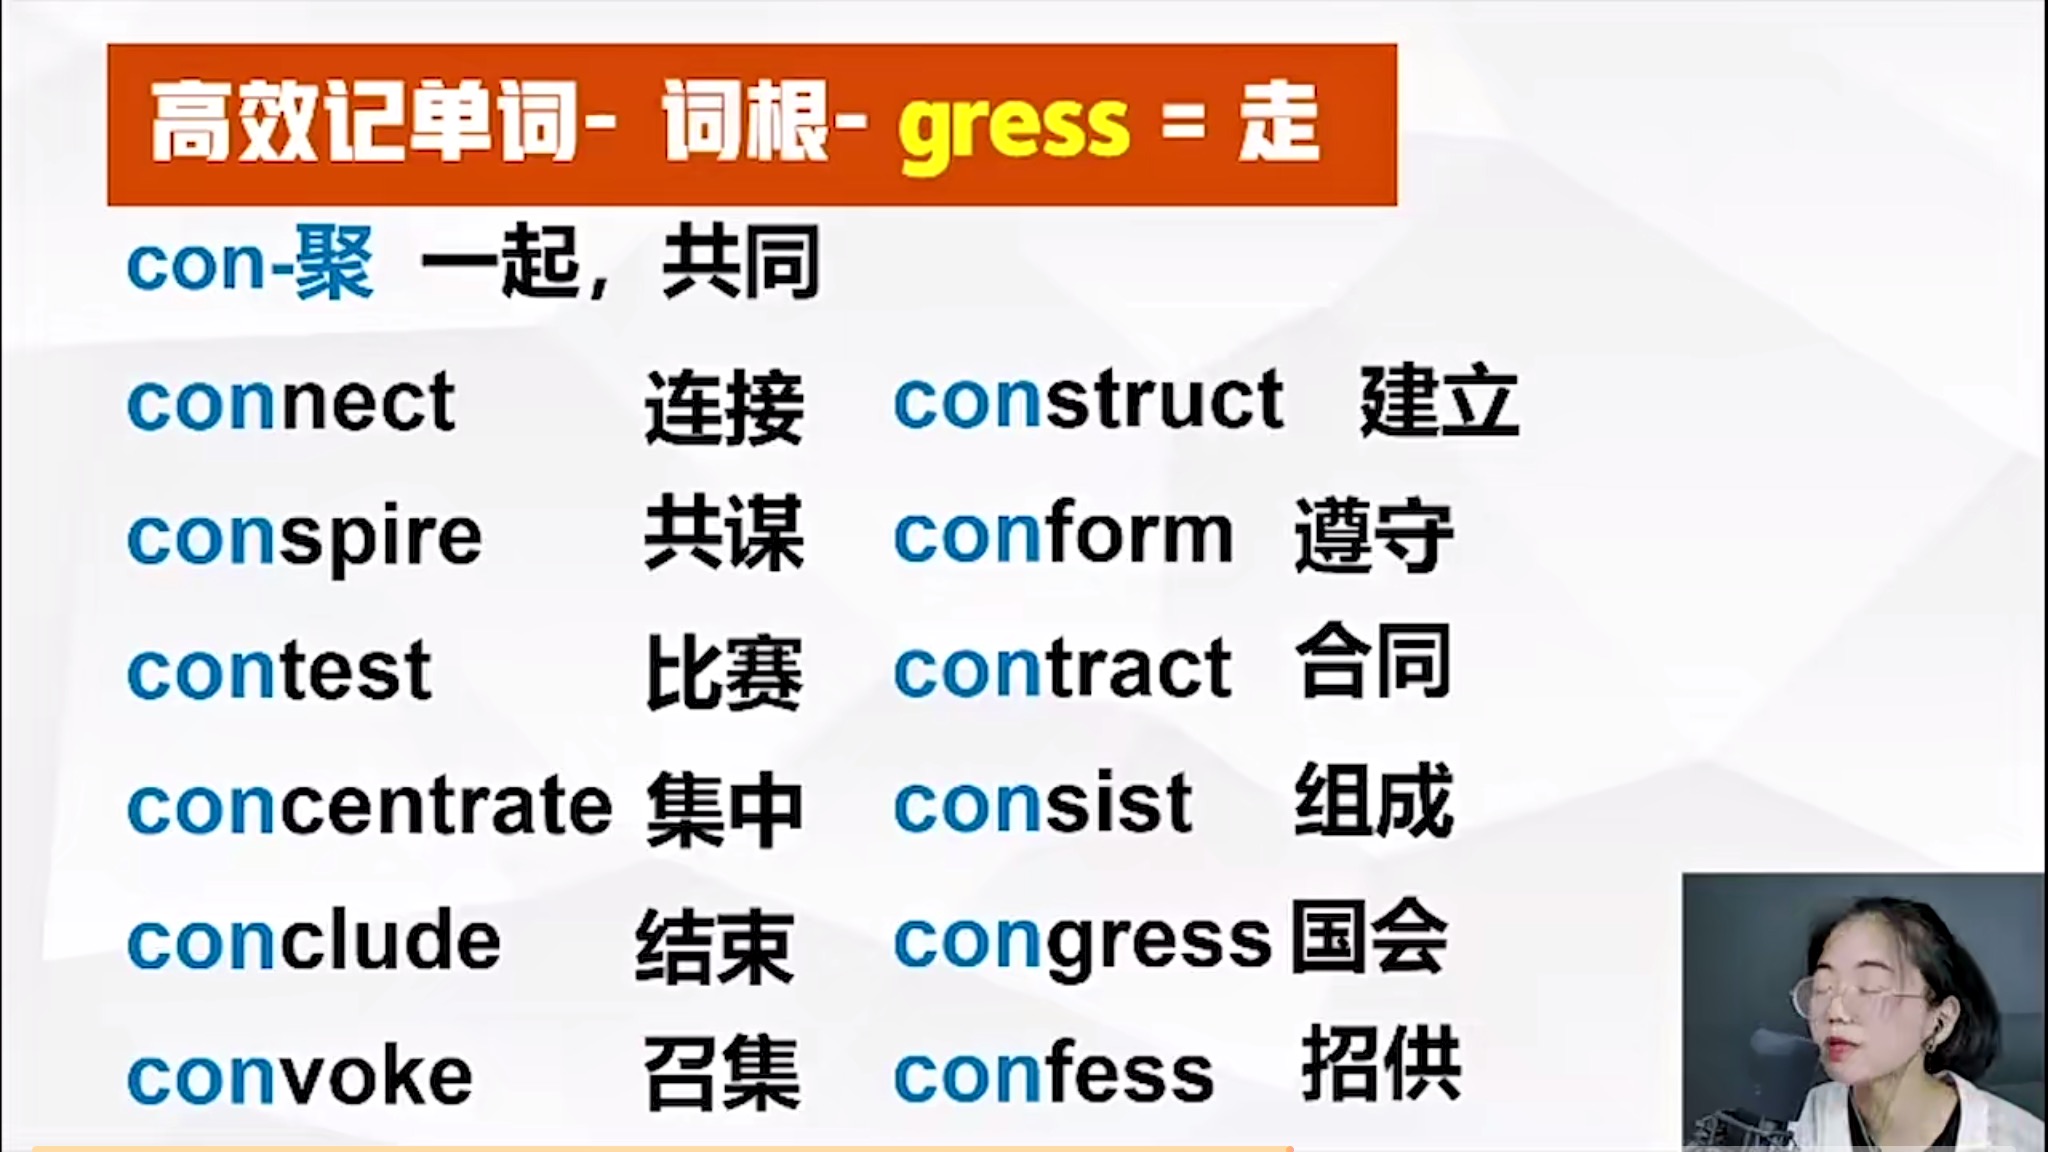 高效记单词- 词根- gress = 走
con-聚 一起，共同
connect 连接 construct 建立
conspire 共谋 conform 遵守
contest 比赛 contract 合同
concentrate 集中 consist 组成
conclude 结束 congress 国会
convoke 召集 confess 招供